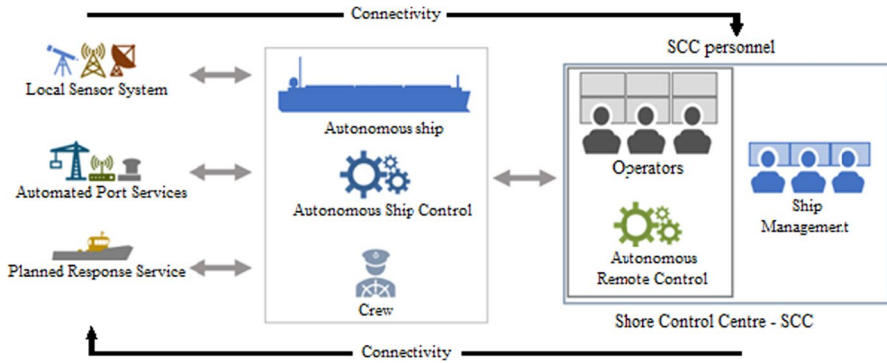 Connectivity
SCC personnel
Local Sensor System
Autonomous ship
Operators
Automated Port Services
Autonomous Ship Control
Ship
Management
Planned Response Service
Crew
Autonomous
Remote Control
Shore Control Centre - SCC
Connectivity